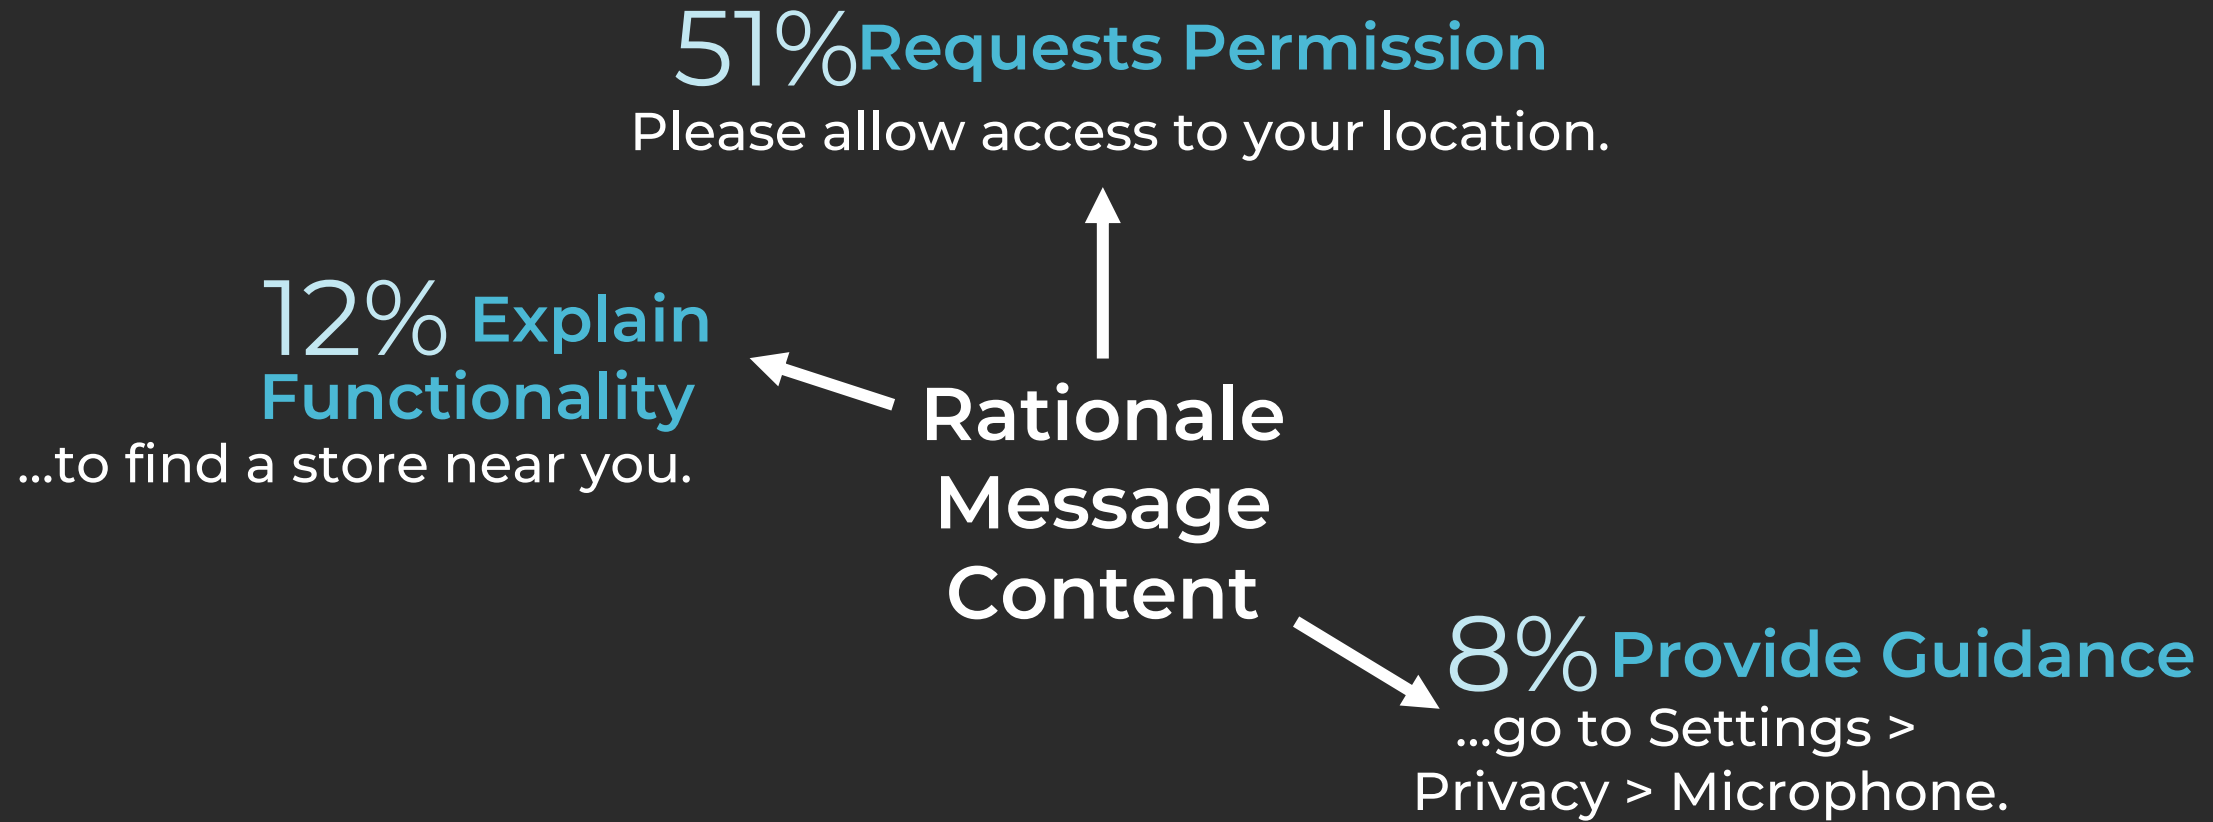 51% Requests Permission
Please allow access to your location.
12% Explain
Functionality
...to find a store near you.
Rationale
Message
Content
8% Provide Guidance
...go to Settings >
Privacy > Microphone.